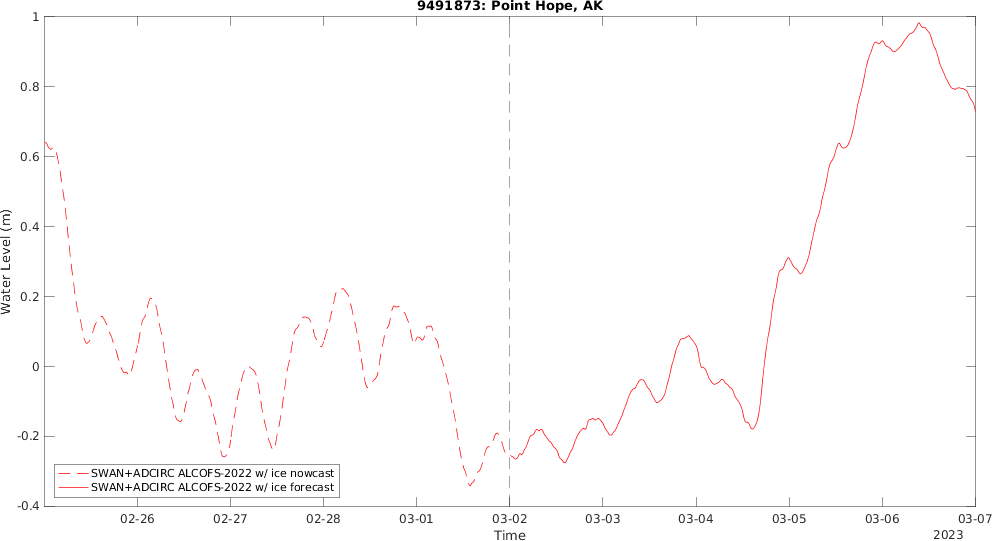 9491873: Point Hope, AK
Water Level (m)
1
0.8
0.6
0.4
0.2
0
-0.2
-0.4
SWAN+ADCIRC ALCOFS-2022 w/ ice nowcast
SWAN+ADCIRC ALCOFS-2022 w/ ice forecast
02-26 02-27 02-28 03-01 03-02 03-03 03-04 03-05 03-06 03-07
Time
2023